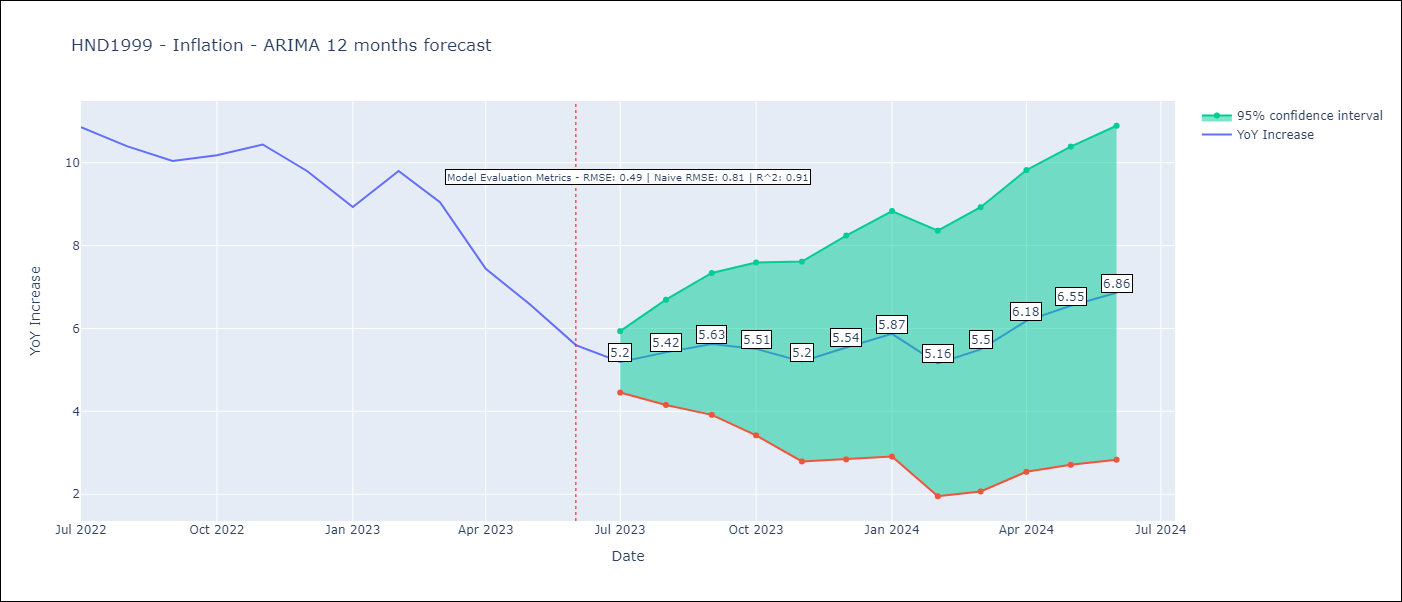 HND1999 - Inflation - ARIMA 12 months forecast
95% confidence interval
YoY Increase
Model Evaluation Metrics - RMSE: 0.49 | Naive RMSE: 0.81 | R^2: 0.91
YoY Increase
10
8
6
4
2
5.2
5.42
5.63
5.51
5.2
5.54
5.87
5.16
5.5
6.18
6.55
6.86
Jul 2022
Oct 2022
Jan 2023
Apr 2023
Jul 2023
Oct 2023
Jan 2024
Apr 2024
Jul 2024
Date